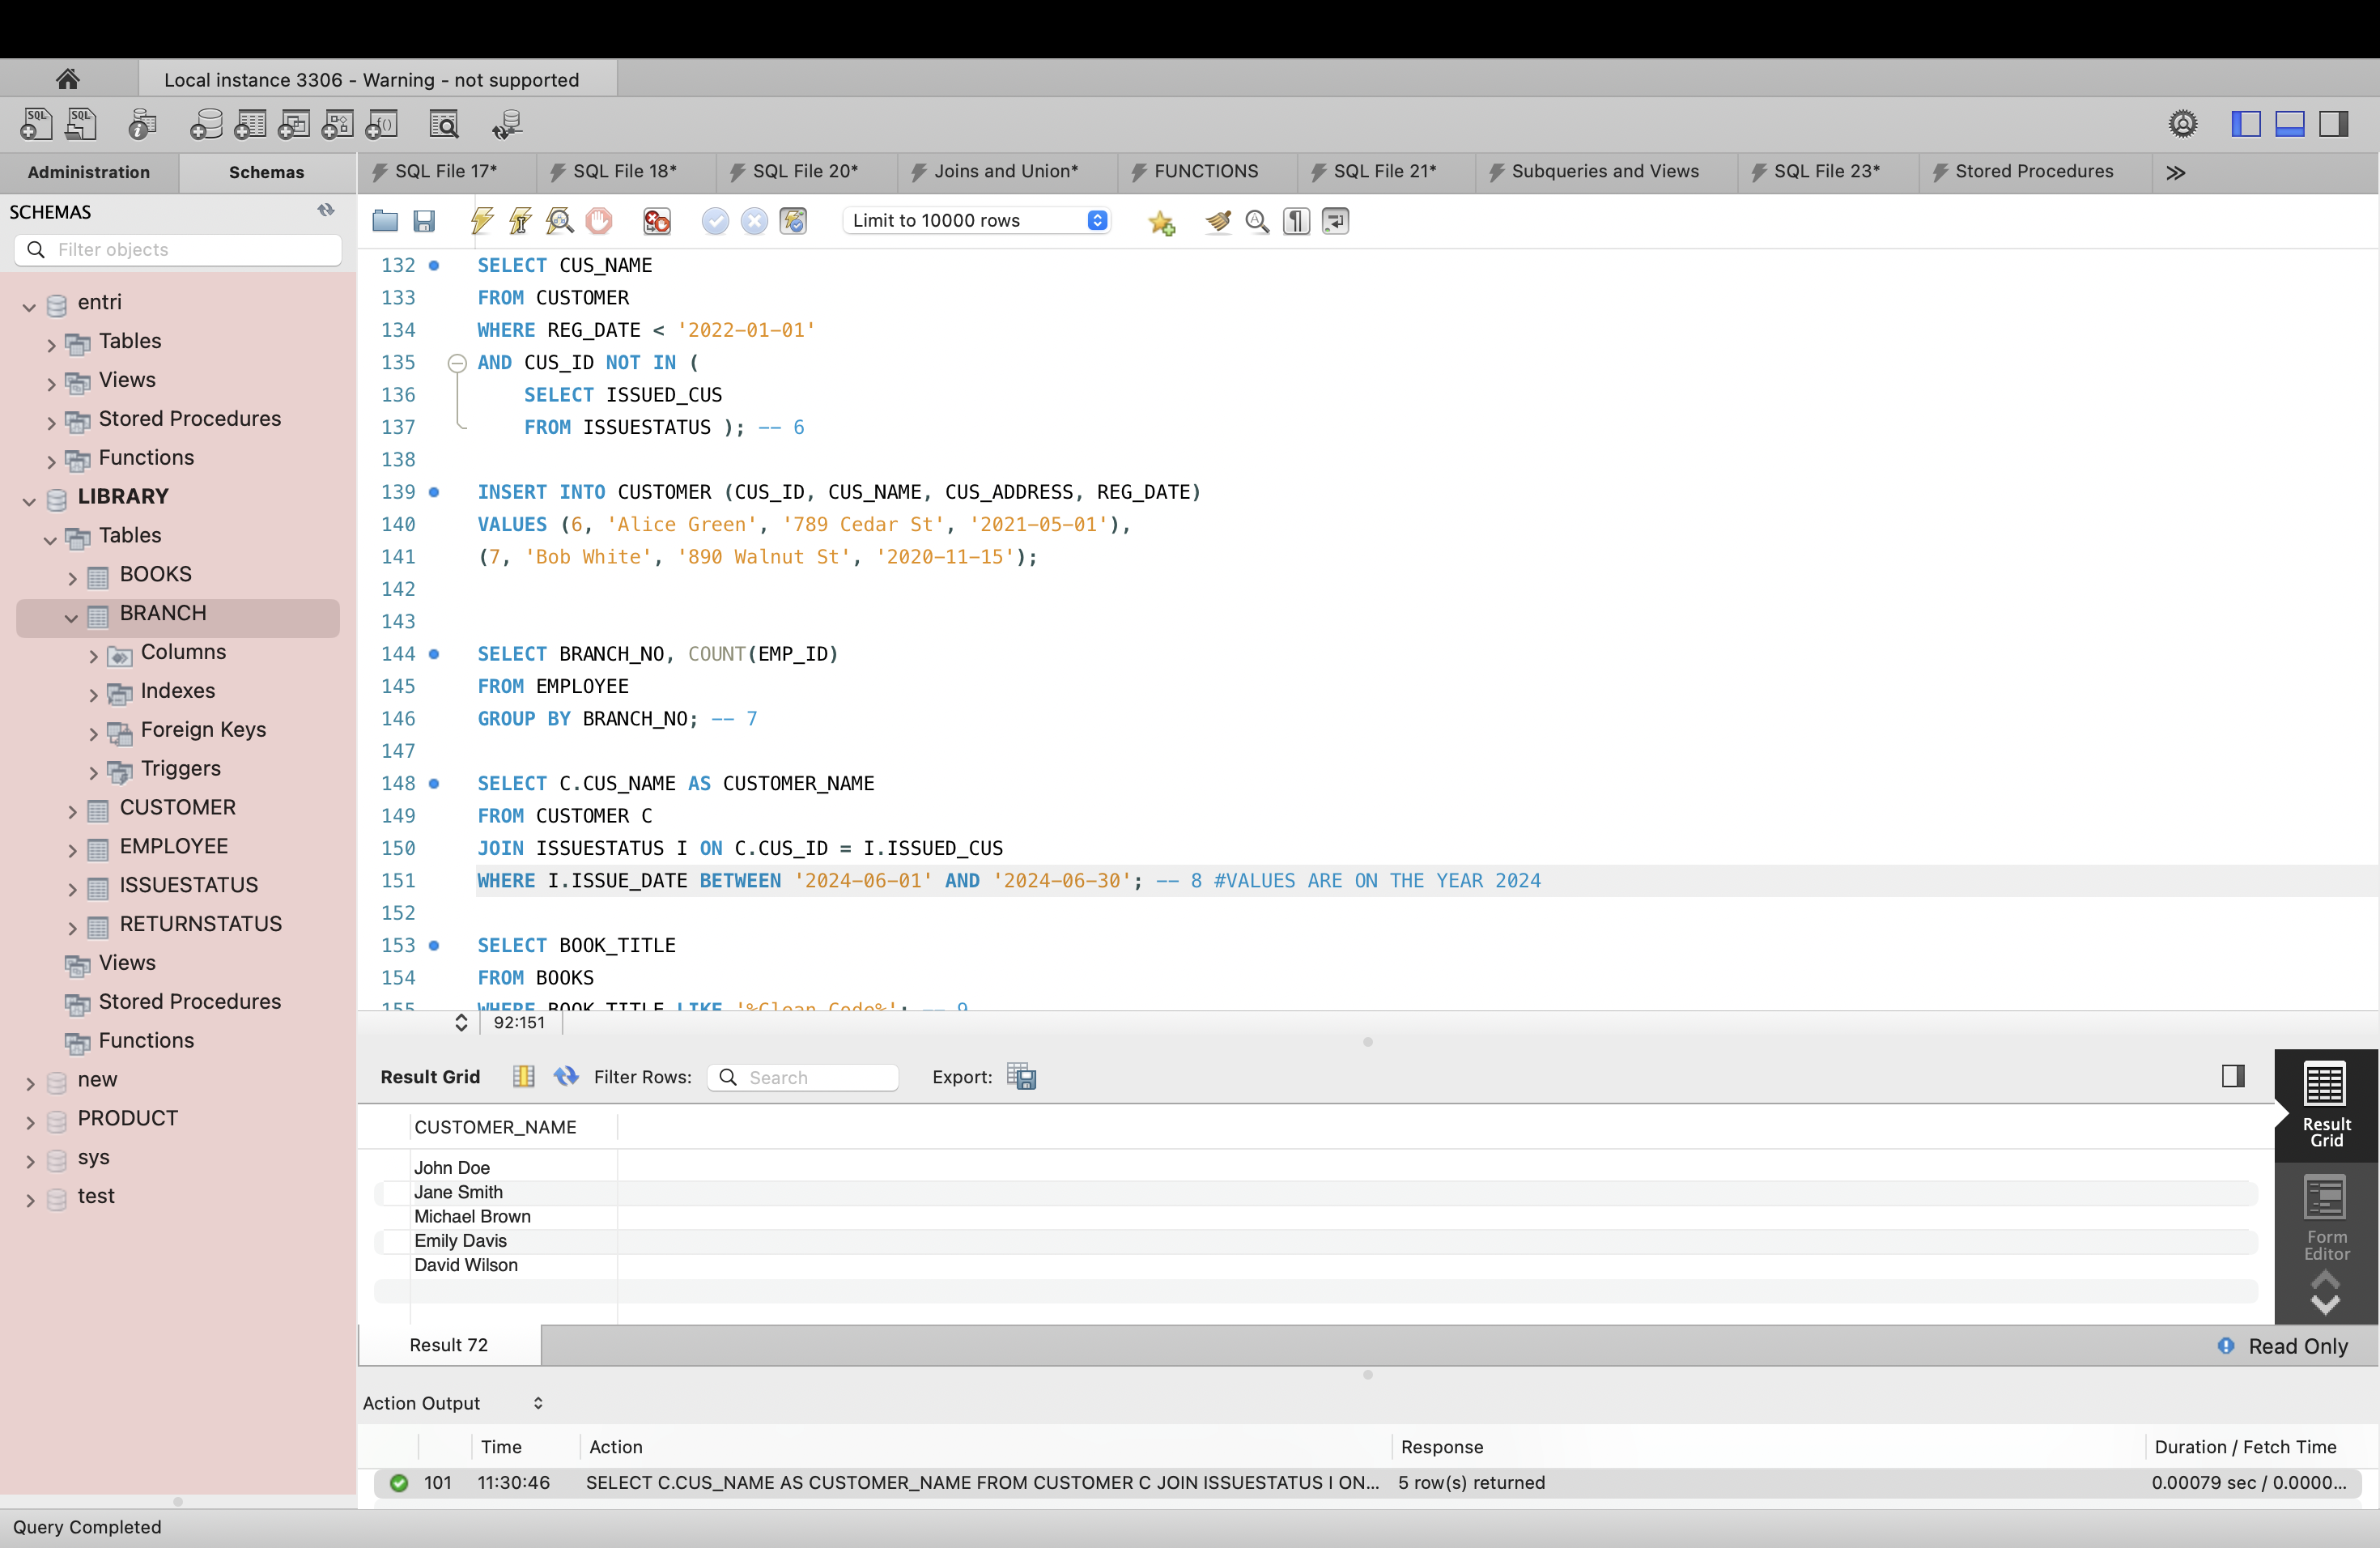 Local instance 3306 - Warning - not supported
Administration
Schemas
SQL File 17*
SQL File 18*
SQL File 20*
Joins and Union*
FUNCTIONS
SQL File 21*
Subqueries and Views
SQL File 23*
Stored Procedures
SCHEMAS
Filter objects
entri
Tables
Views
Stored Procedures
Functions
LIBRARY
Tables
BOOKS
BRANCH
Columns
Indexes
Foreign Keys
Triggers
CUSTOMER
EMPLOYEE
ISSUESTATUS
RETURNSTATUS
Views
Stored Procedures
Functions
new
PRODUCT
sys
test
Limit to 10000 rows
132 SELECT CUS_NAME
133 FROM CUSTOMER
134 WHERE REG_DATE < '2022-01-01'
135 AND CUS_ID NOT IN (
136 SELECT ISSUED_CUS
137 FROM ISSUESTATUS ); -- 6
138
139 INSERT INTO CUSTOMER (CUS_ID, CUS_NAME, CUS_ADDRESS, REG_DATE)
140 VALUES (6, 'Alice Green', '789 Cedar St', '2021-05-01'),
141 (7, 'Bob White', '890 Walnut St', '2020-11-15');
142
143
144 SELECT BRANCH_NO, COUNT(EMP_ID)
145 FROM EMPLOYEE
146 GROUP BY BRANCH_NO; -- 7
147
148 SELECT C.CUS_NAME AS CUSTOMER_NAME
149 FROM CUSTOMER C
150 JOIN ISSUESTATUS I ON C.CUS_ID = I.ISSUED_CUS
151 WHERE I.ISSUE_DATE BETWEEN '2024-06-01' AND '2024-06-30'; -- 8 #VALUES ARE ON THE YEAR 2024
152
153 SELECT BOOK_TITLE
154 FROM BOOKS
155 WHERE BOOK_TITLE LIKE '%Clean Code%'; -- 9
92:151
Result Grid
Filter Rows:
Search
Export:
CUSTOMER_NAME
John Doe
Jane Smith
Michael Brown
Emily Davis
David Wilson
Result Grid
Form Editor
Result 72
Read Only
Action Output
Time Action Response Duration / Fetch Time
101 11:30:46 SELECT C.CUS_NAME AS CUSTOMER_NAME FROM CUSTOMER C JOIN ISSUESTATUS I ON... 5 row(s) returned 0.00079 sec / 0.0000...
Query Completed